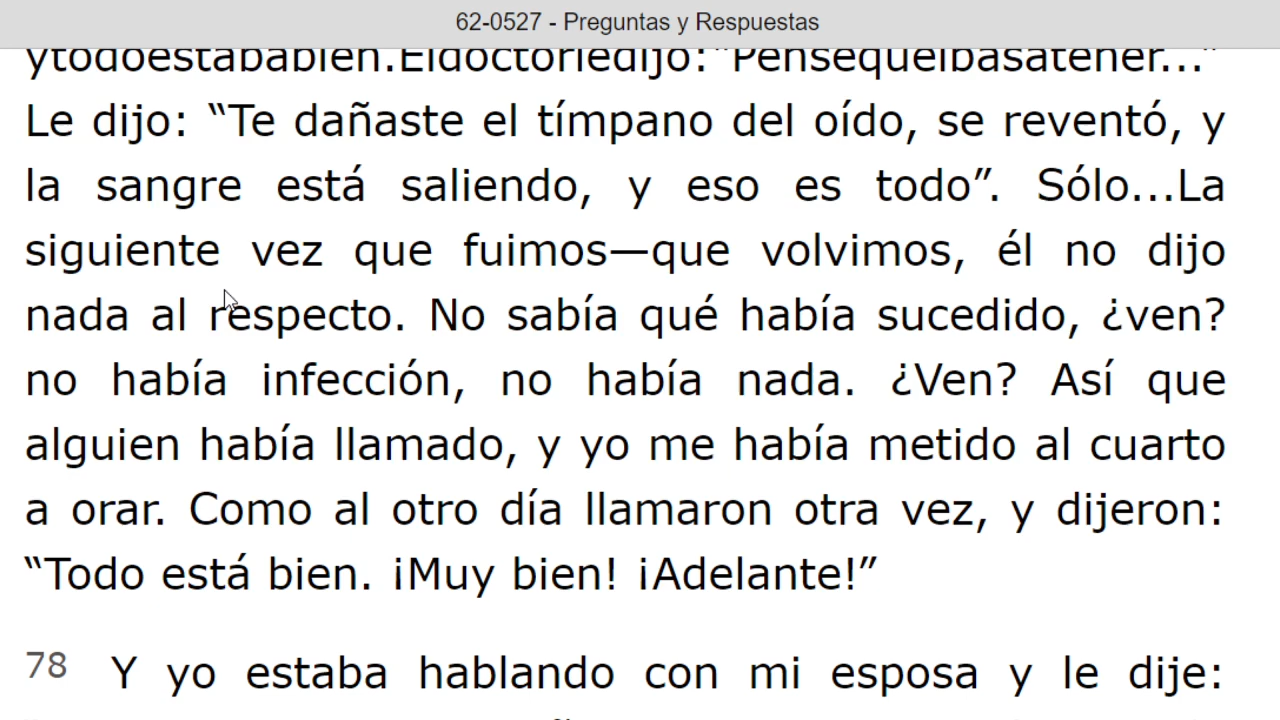 62-0527 - Preguntas y Respuestas
ytodoestababien.Eldoctorledijo:"Penséqueibasatener..."
Le dijo: “Te dañaste el tímpano del oído, se reventó, y
la sangre está saliendo, y eso es todo”. Sólo...La
siguiente vez que fuimos—que volvimos, él no dijo
nada al respecto. No sabía qué había sucedido, ¿ven?
no había infección, no había nada. ¿Ven? Así que
alguien había llamado, y yo me había metido al cuarto
a orar. Como al otro día llamaron otra vez, y dijeron:
“Todo está bien. ¡Muy bien! ¡Adelante!”
78 Y yo estaba hablando con mi esposa y le dije: